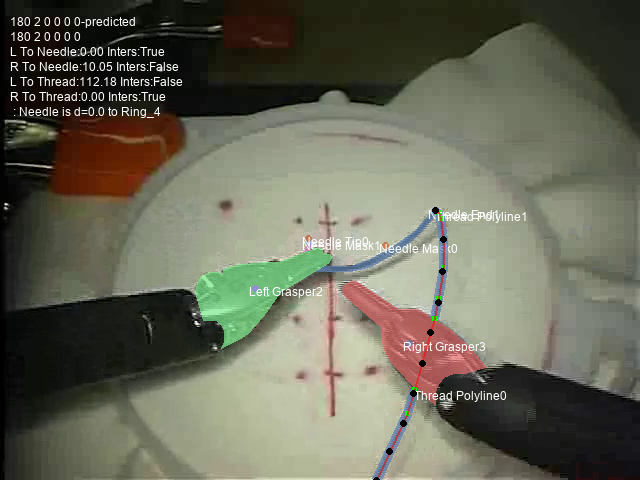 180 2 0 0 0 0-predicted
180 2 0 0 0 0
L To Needle:0.00 Inters:True
R To Needle:10.05 Inters:False
L To Thread:112.18 Inters:False
R To Thread:0.00 Inters:True
: Needle is d=0.0 to Ring_4
Needle End1
Thread Polyline1
Needle Tip0
Needle Mask1
Needle Mask0
Left Grasper2
Right Grasper3
Thread Polyline0